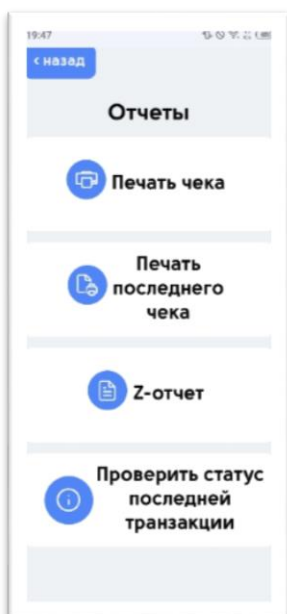 19:47
< назад
Отчеты
Печать чека
Печать
последнего
чека
Z-отчет
Проверить статус
последней
транзакции